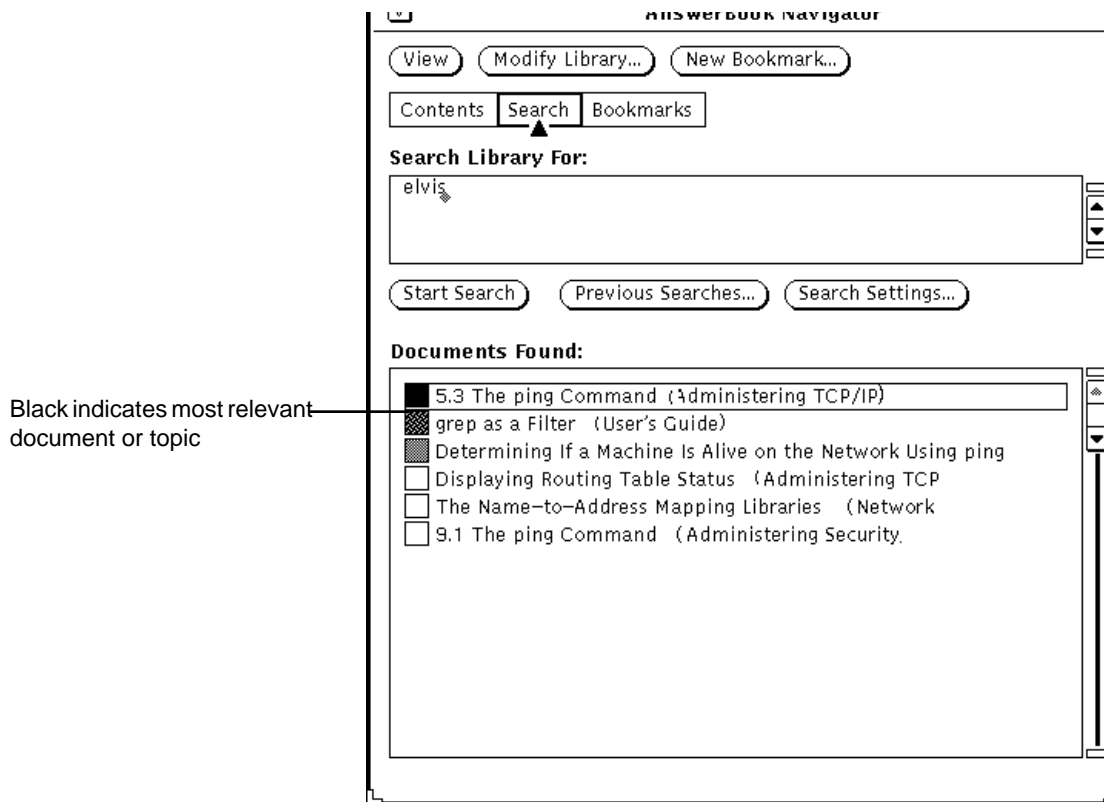 AnswerBook Navigator
View Modify Library... New Bookmark...
Contents Search Bookmarks
Search Library For:
elvis
Start Search Previous Searches... Search Settings...
Documents Found:
5.3 The ping Command (Administering TCP/IP)
grep as a Filter (User's Guide)
Determining If a Machine Is Alive on the Network Using ping
Displaying Routing Table Status (Administering TCP
The Name-to-Address Mapping Libraries (Network
9.1 The ping Command (Administering Security.
Black indicates most relevant
document or topic